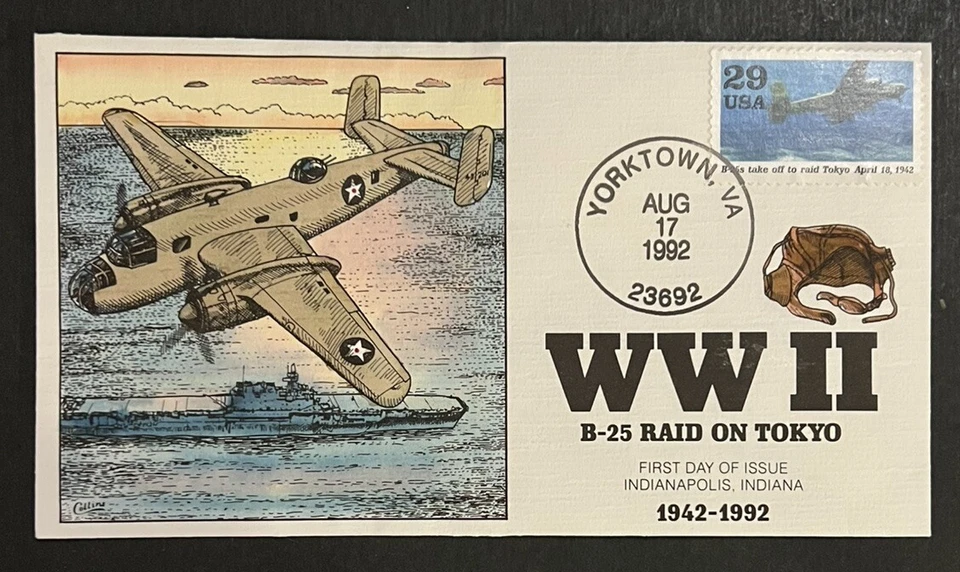 29
USA
B-25s take off to raid Tokyo April 18, 1942
YORKTOWN, VA
AUG
17
1992
23692
WW II
B-25 RAID ON TOKYO
FIRST DAY OF ISSUE
INDIANAPOLIS, INDIANA
1942-1992
Collins